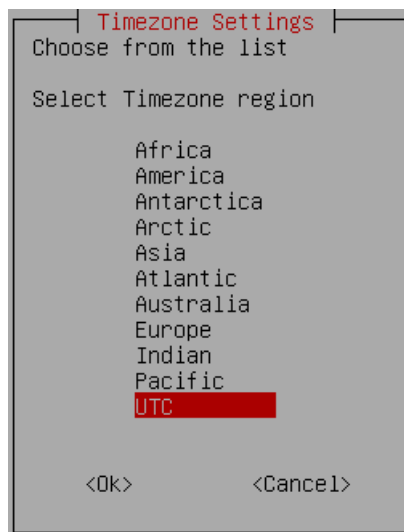 Timezone Settings
Choose from the list
Select Timezone region
Africa
America
Antarctica
Arctic
Asia
Atlantic
Australia
Europe
Indian
Pacific
UTC
<Ok> <Cancel>